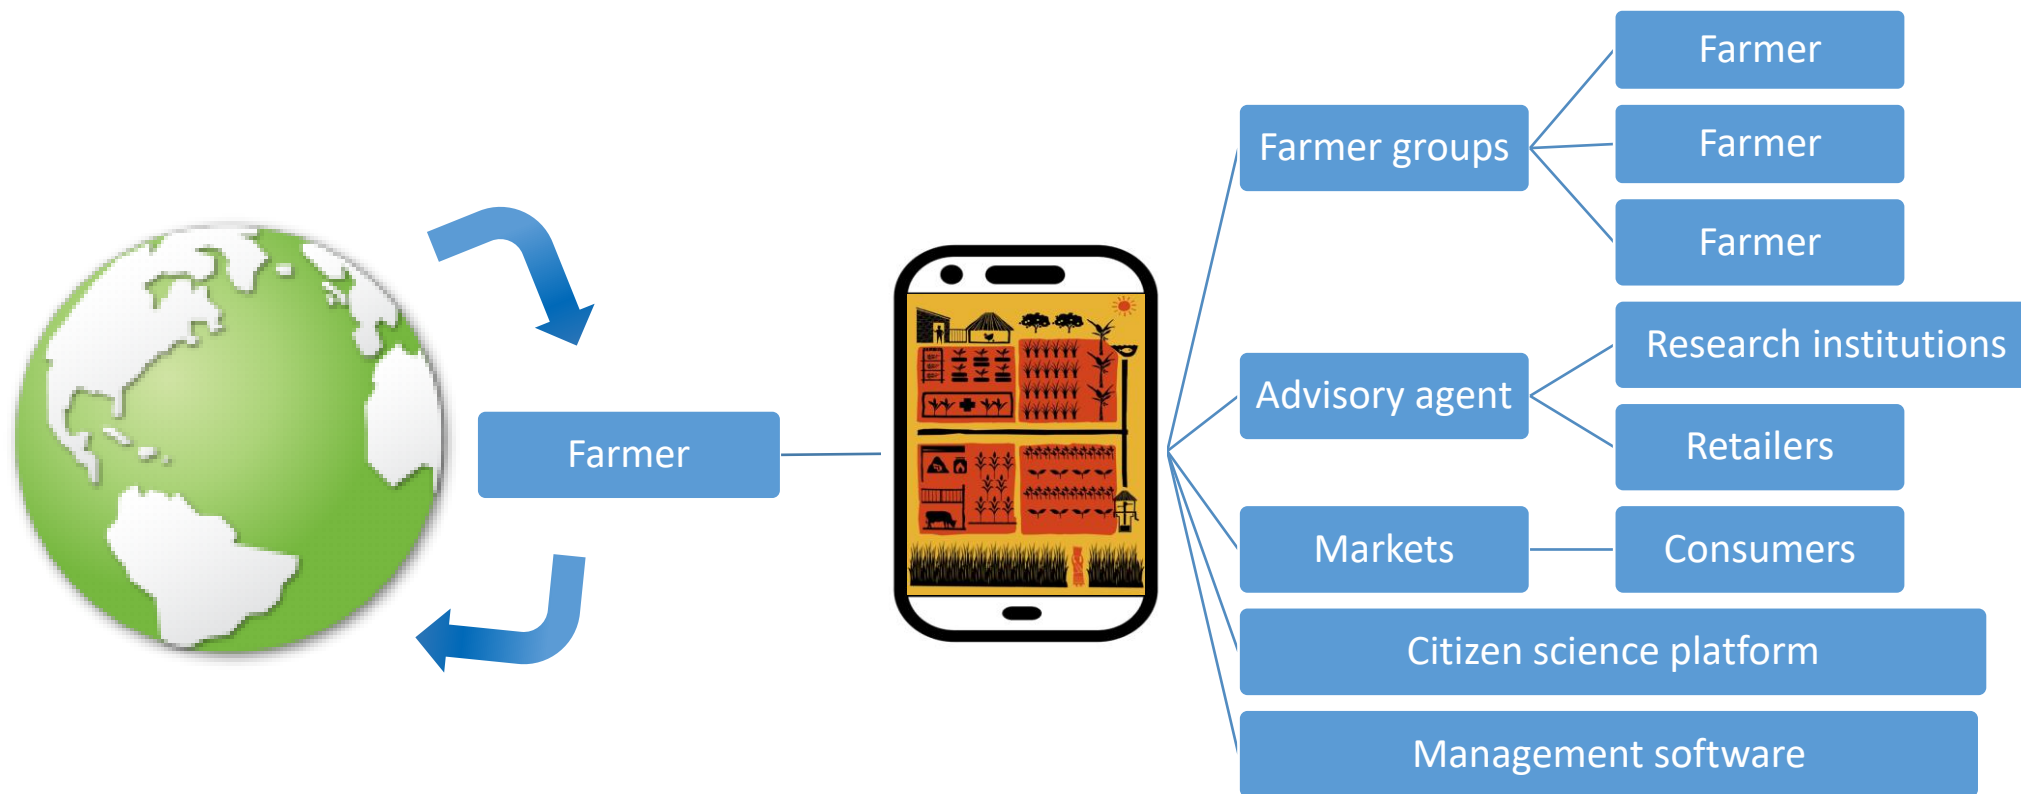 Farmer
Farmer groups
Farmer
Farmer
Farmer
Advisory agent
Research institutions
Retailers
Markets
Consumers
Citizen science platform
Management software